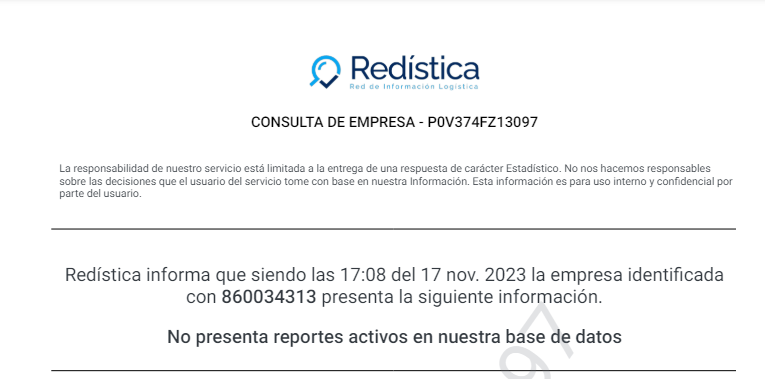 Redística
Red de Información Logística
CONSULTA DE EMPRESA - P0V374FZ13097
La responsabilidad de nuestro servicio está limitada a la entrega de una respuesta de carácter Estadístico. No nos hacemos responsables
sobre las decisiones que el usuario del servicio tome con base en nuestra Información. Esta información es para uso interno y confidencial por
parte del usuario.
Redística informa que siendo las 17:08 del 17 nov. 2023 la empresa identificada
con 860034313 presenta la siguiente información.
No presenta reportes activos en nuestra base de datos
97